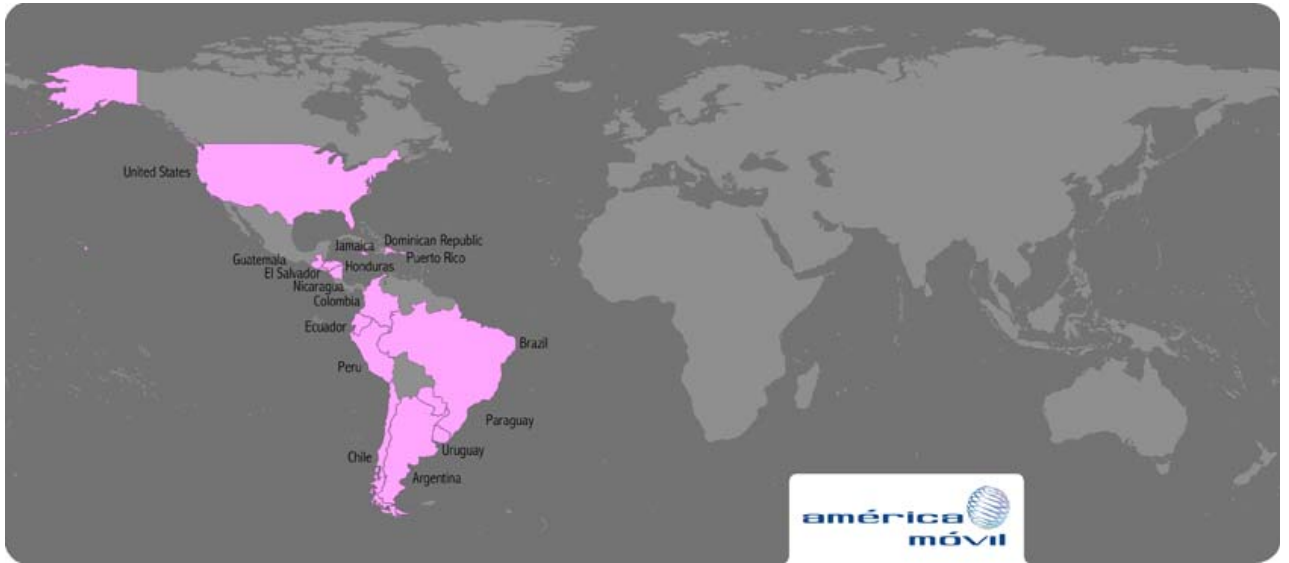 United States
Jamaica
Dominican Republic
Guatemala
Puerto Rico
El Salvador
Honduras
Nicaragua
Colombia
Ecuador
Brazil
Peru
Paraguay
Chile
Uruguay
Argentina
américa
móvil